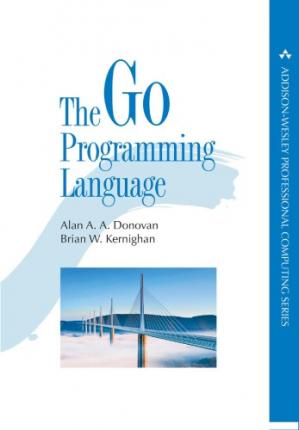 The Go
Programming
Language
Alan A. A. Donovan
Brian W. Kernighan
ADDISON-WESLEY PROFESSIONAL COMPUTING SERIES